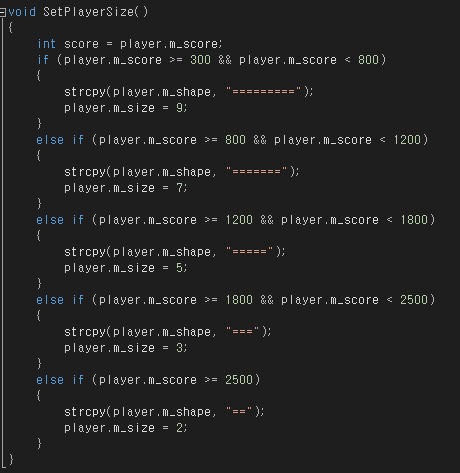 void SetPlayerSize()
{
int score = player.m_score;
if (player.m_score >= 300 && player.m_score < 800)
{
strcpy(player.m_shape, "=========");
player.m_size = 9;
}
else if (player.m_score >= 800 && player.m_score < 1200)
{
strcpy(player.m_shape, "=======");
player.m_size = 7;
}
else if (player.m_score >= 1200 && player.m_score < 1800)
{
strcpy(player.m_shape, "=====");
player.m_size = 5;
}
else if (player.m_score >= 1800 && player.m_score < 2500)
{
strcpy(player.m_shape, "===");
player.m_size = 3;
}
else if (player.m_score >= 2500)
{
strcpy(player.m_shape, "==");
player.m_size = 2;
}
}